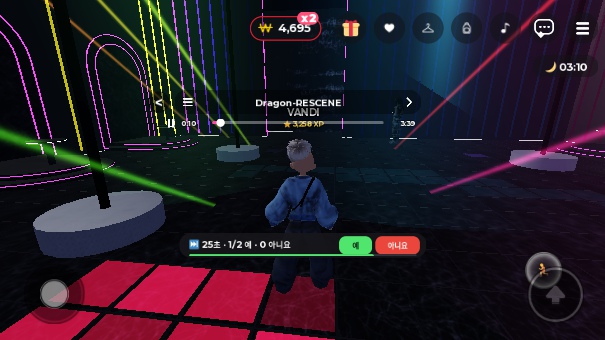 x2
₩ 4,695
03:10
Dragon-RESCENE
VANDI
0:10
★ 3,258 XP
3:39
25초 · 1/2 예 · 0 아니요
예
아니요